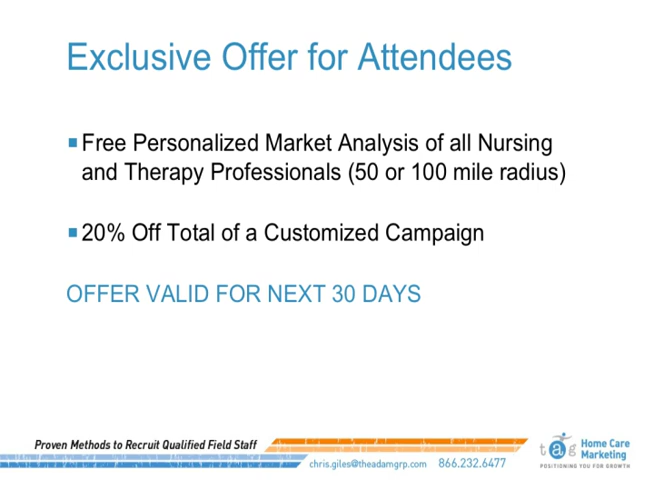 Exclusive Offer for Attendees
Free Personalized Market Analysis of all Nursing
and Therapy Professionals (50 or 100 mile radius)
20% Off Total of a Customized Campaign
OFFER VALID FOR NEXT 30 DAYS
Proven Methods to Recruit Qualified Field Staff
chris.giles@theadamgrp.com 866.232.6477
tag Home Care
Marketing
POSITIONING YOU FOR GROWTH